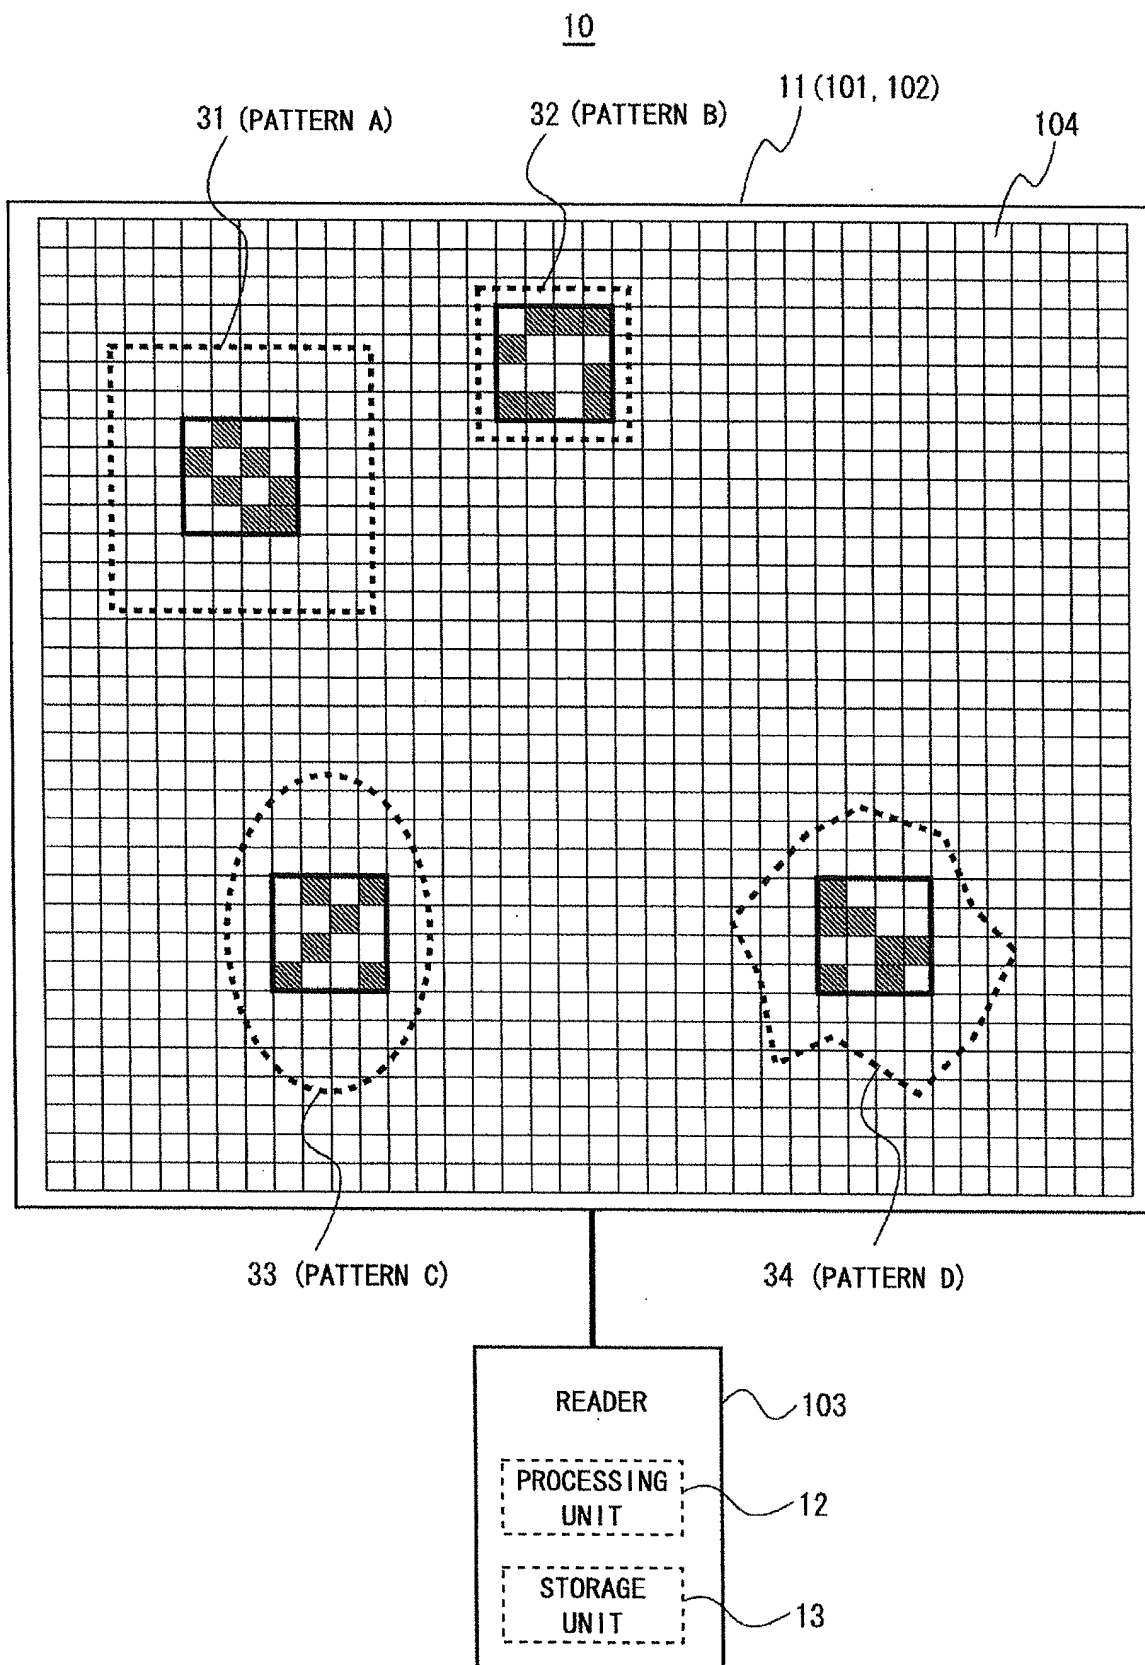 10
11(101, 102)
31 (PATTERN A)
32 (PATTERN B)
104
33 (PATTERN C)
34 (PATTERN D)
READER
103
PROCESSING
UNIT
12
STORAGE
UNIT
13